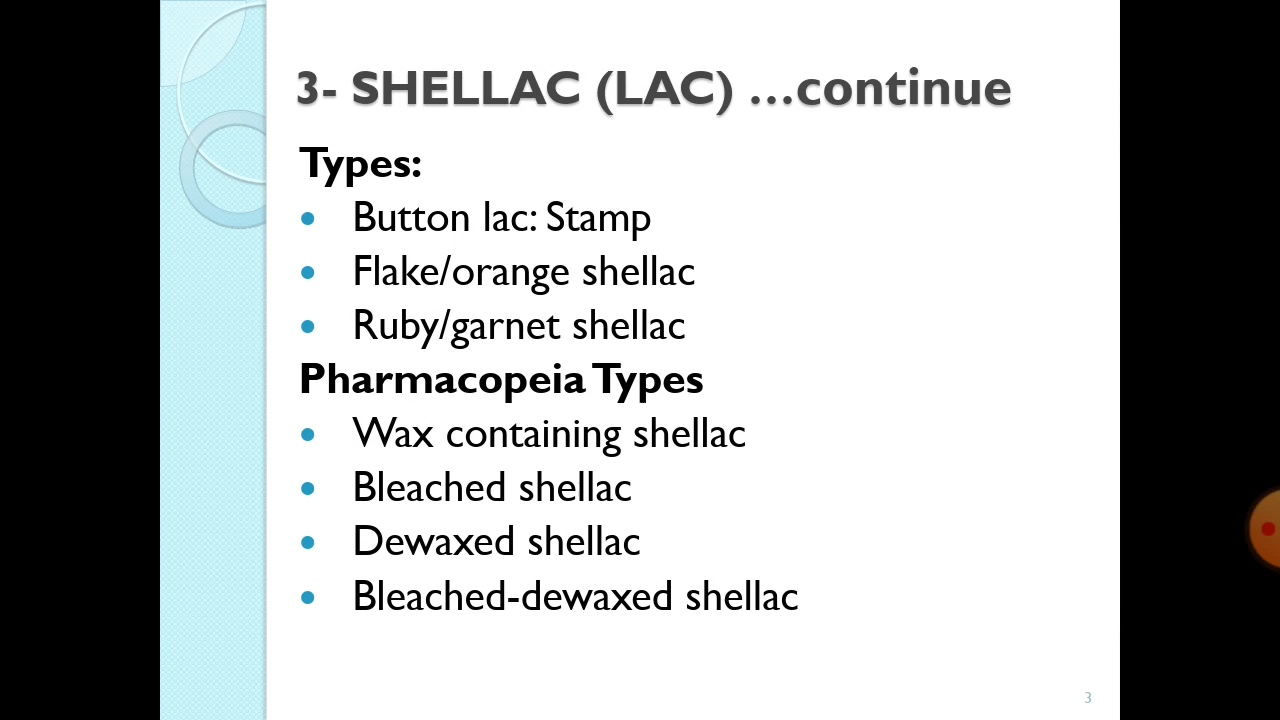 3- SHELLAC (LAC) …continue
Types:
• Button lac: Stamp
• Flake/orange shellac
• Ruby/garnet shellac
Pharmacopeia Types
• Wax containing shellac
• Bleached shellac
• Dewaxed shellac
• Bleached-dewaxed shellac
3